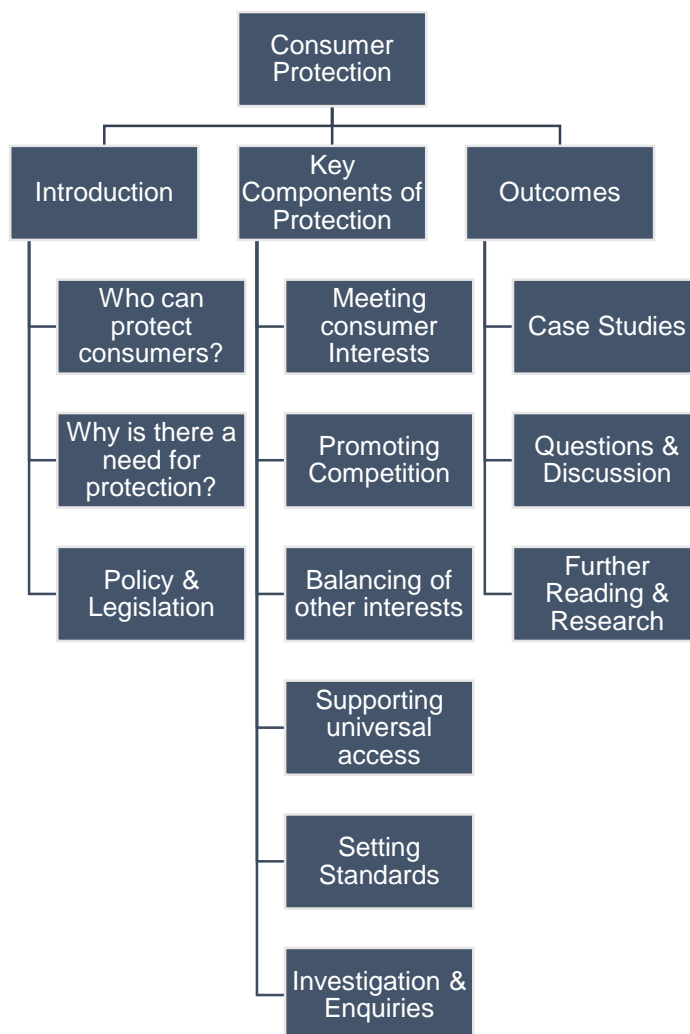 Consumer
Protection
Introduction
Key
Components of
Protection
Outcomes
Who can
protect
consumers?
Meeting
consumer
Interests
Case Studies
Why is there a
need for
protection?
Promoting
Competition
Questions &
Discussion
Policy &
Legislation
Balancing of
other interests
Further
Reading &
Research
Supporting
universal
access
Setting
Standards
Investigation &
Enquiries